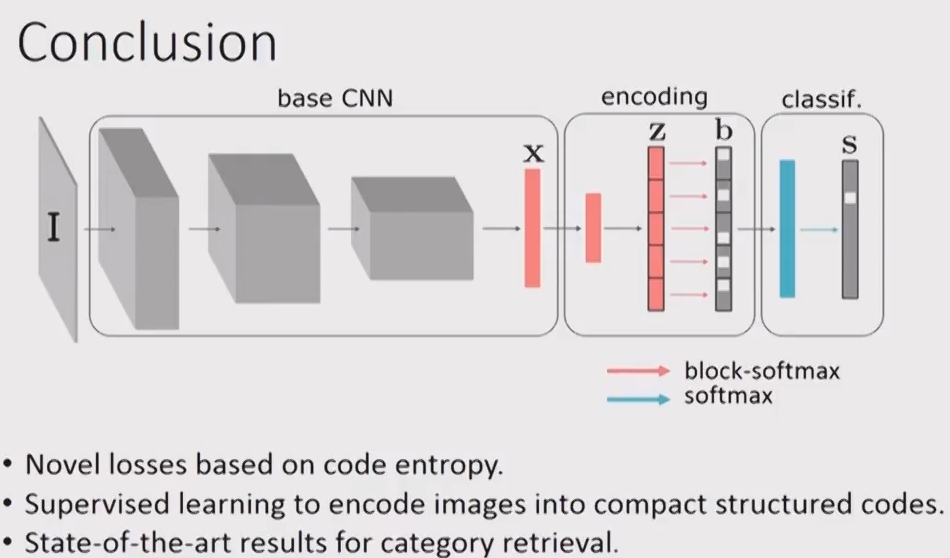 Conclusion
base CNN
encoding
classif.
I
x
z
b
s
block-softmax
softmax
• Novel losses based on code entropy.
• Supervised learning to encode images into compact structured codes.
• State-of-the-art results for category retrieval.